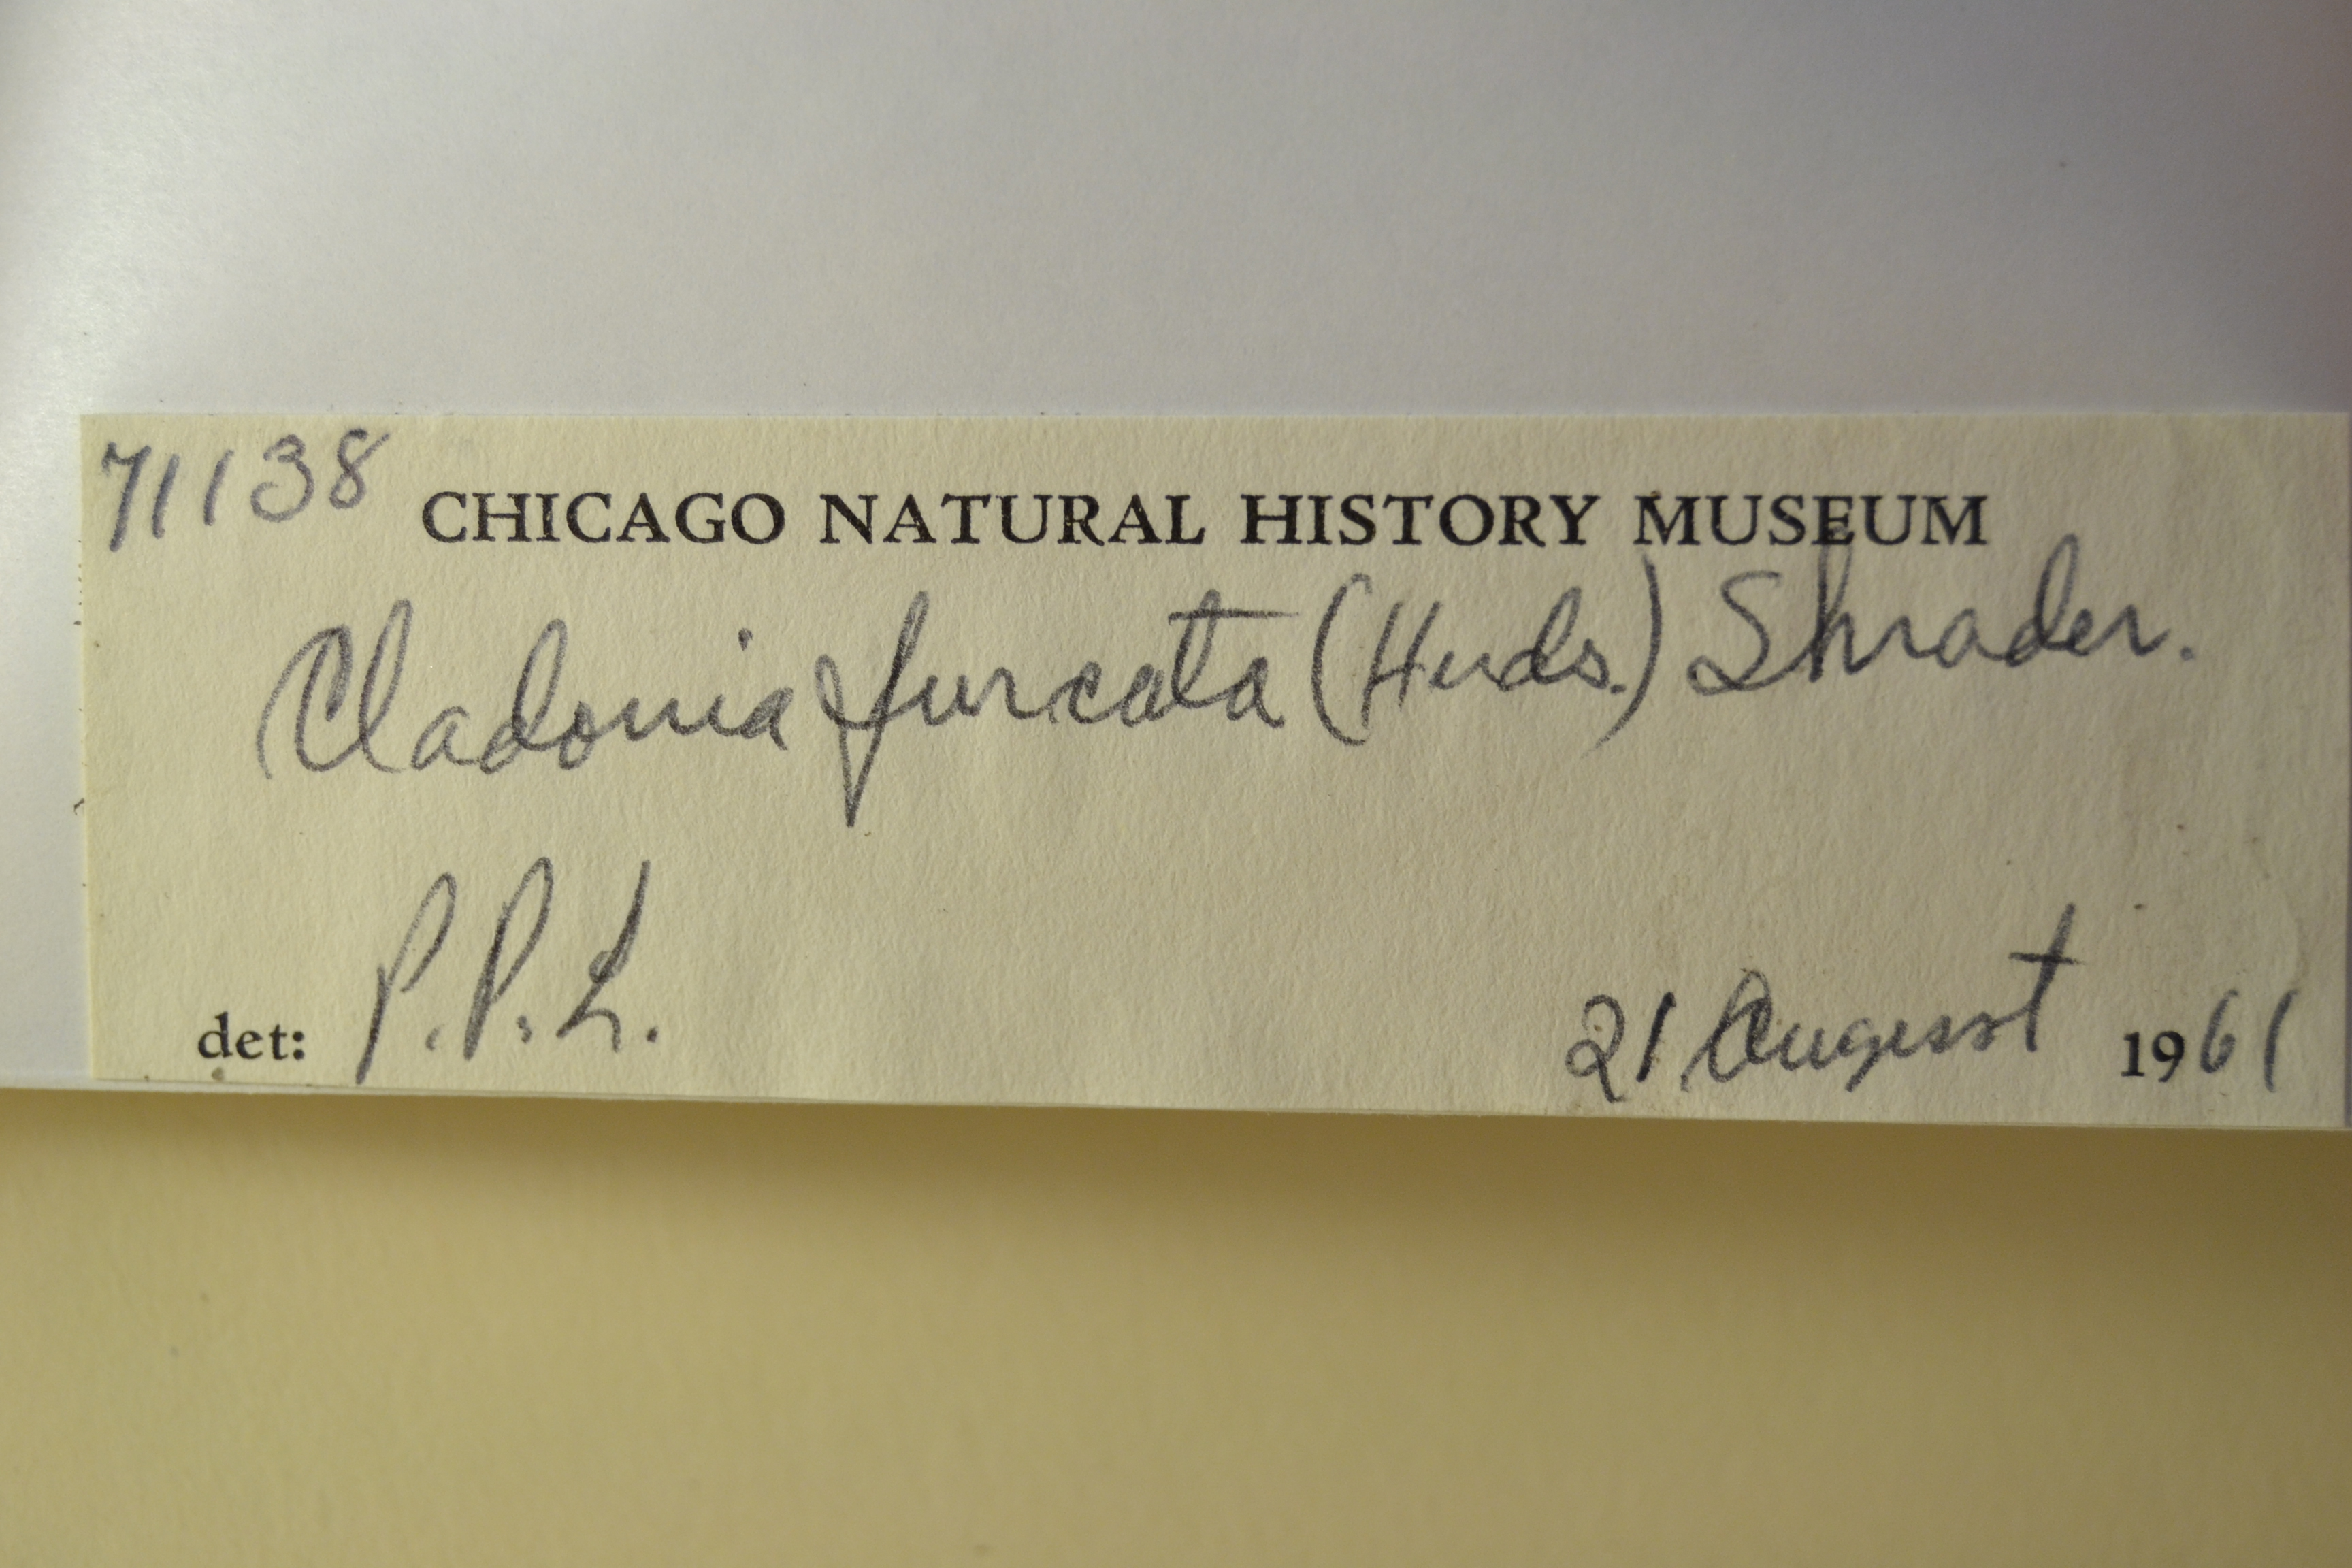 71138
CHICAGO NATURAL HISTORY MUSEUM
Cladonia furcata (Huds.) Shrader.
det: P.P.L. 21 August 1961